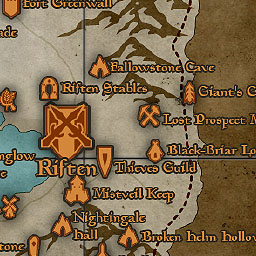 Fort Greenwall
Fallowstone Cave
Riften Stables
Giant's G
Lost Prospect M
Black-Briar Lo
Riften
Thieves Guild
Mistveil Keep
Nightingale
Hall
Broken Helm Hollow